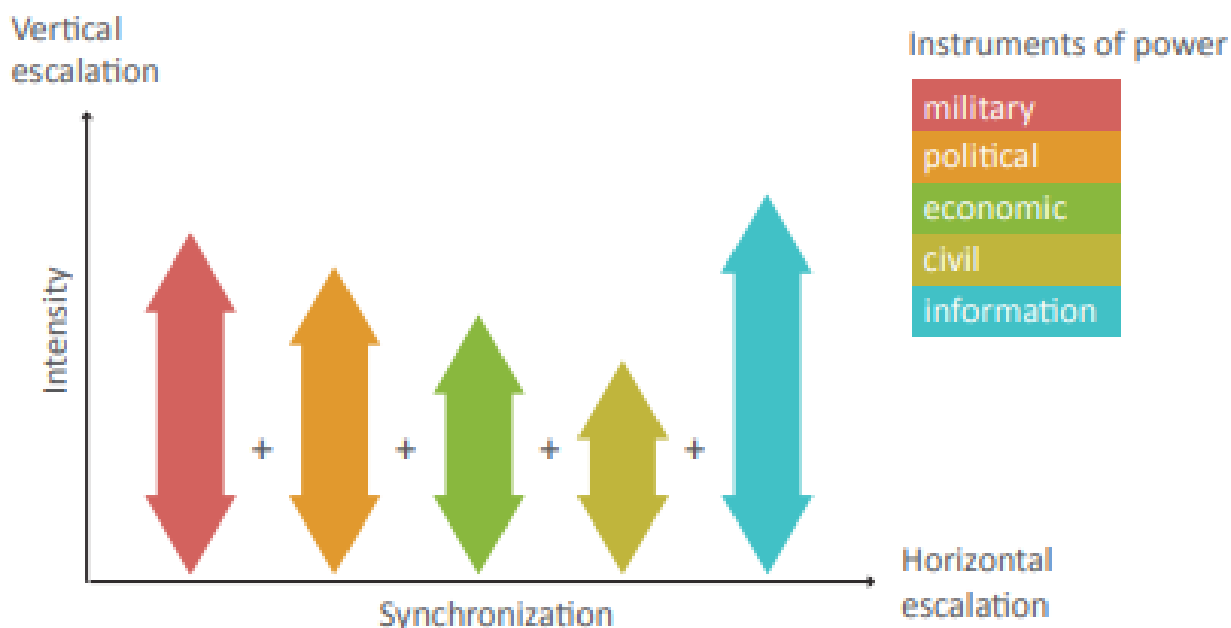 Vertical
escalation
Instruments of power
military
political
economic
civil
information
Intensity
+ + + +
Horizontal
escalation
Synchronization